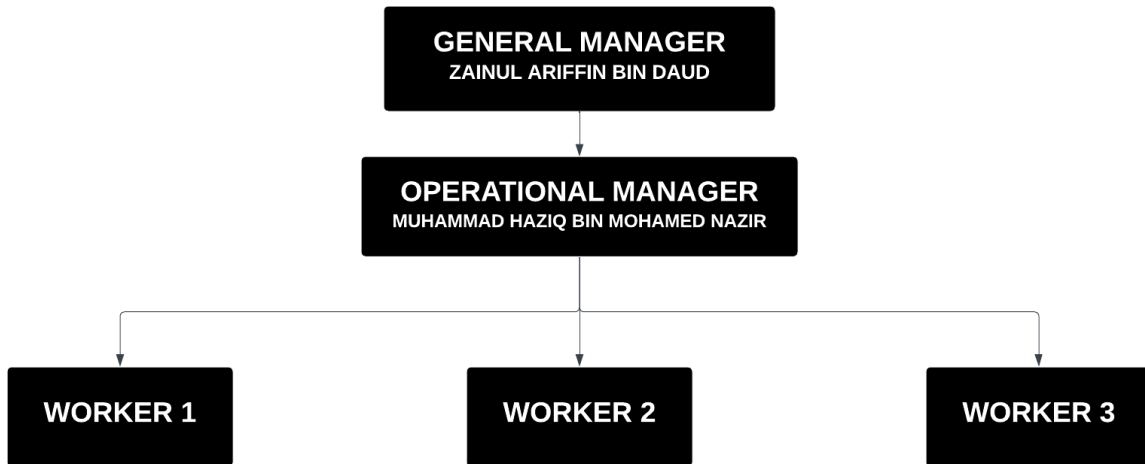 GENERAL MANAGER
ZAINUL ARIFFIN BIN DAUD
OPERATIONAL MANAGER
MUHAMMAD HAZIQ BIN MOHAMED NAZIR
WORKER 1
WORKER 2
WORKER 3